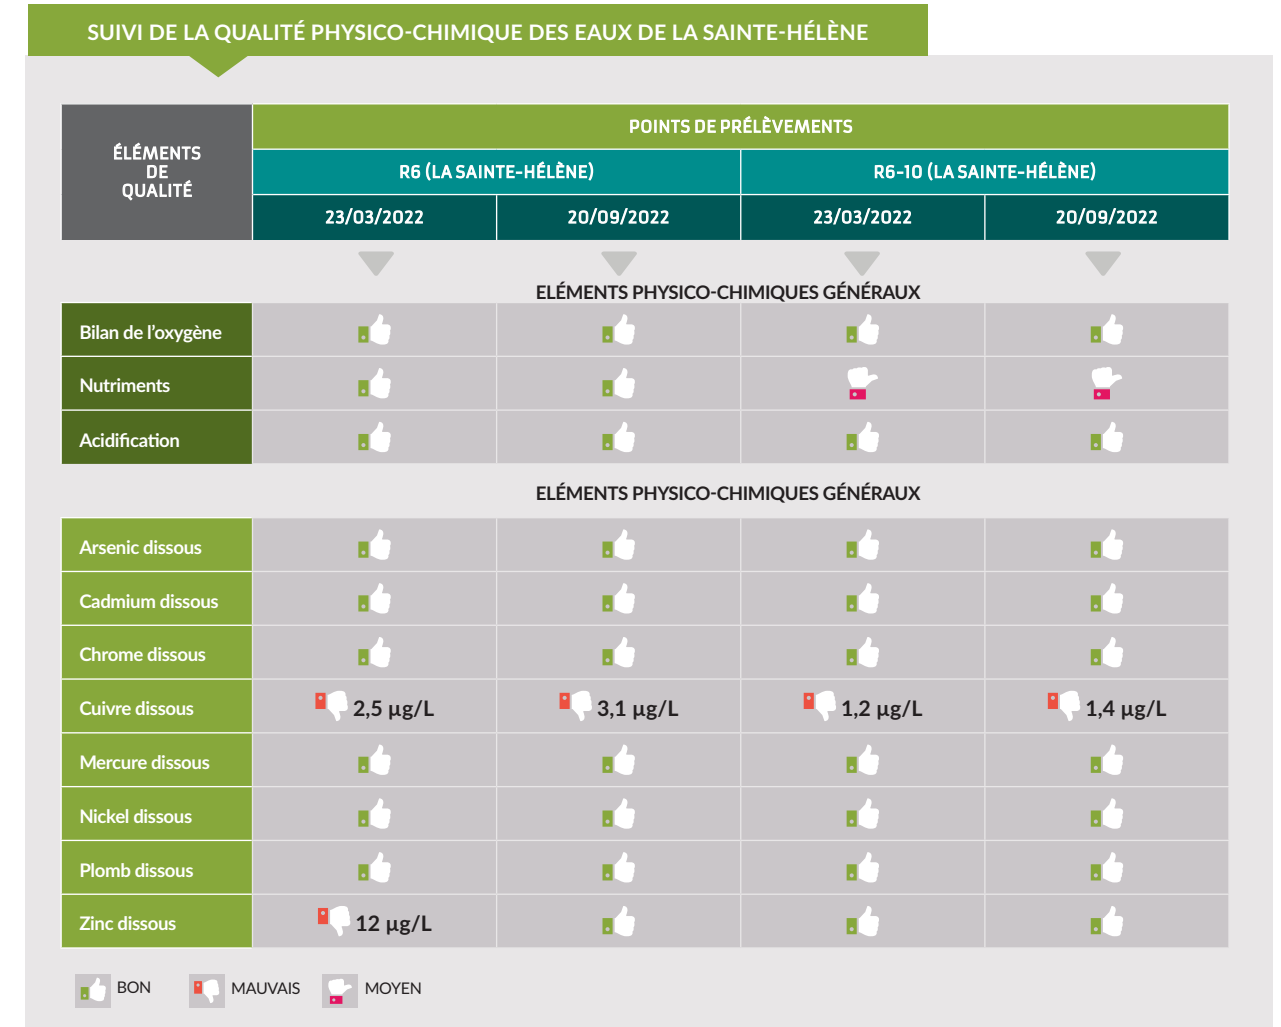 SUIVI DE LA QUALITÉ PHYSICO-CHIMIQUE DES EAUX DE LA SAINTE-HÉLÈNE
ÉLÉMENTS
DE
QUALITÉ
POINTS DE PRÉLÈVEMENTS
R6 (LA SAINTE-HÉLÈNE) R6-10 (LA SAINTE-HÉLÈNE)
23/03/2022 20/09/2022 23/03/2022 20/09/2022
ELÉMENTS PHYSICO-CHIMIQUES GÉNÉRAUX
Bilan de l’oxygène
Nutriments
Acidification
ELÉMENTS PHYSICO-CHIMIQUES GÉNÉRAUX
Arsenic dissous
Cadmium dissous
Chrome dissous
Cuivre dissous 2,5 µg/L 3,1 µg/L 1,2 µg/L 1,4 µg/L
Mercure dissous
Nickel dissous
Plomb dissous
Zinc dissous 12 µg/L
BON MAUVAIS MOYEN